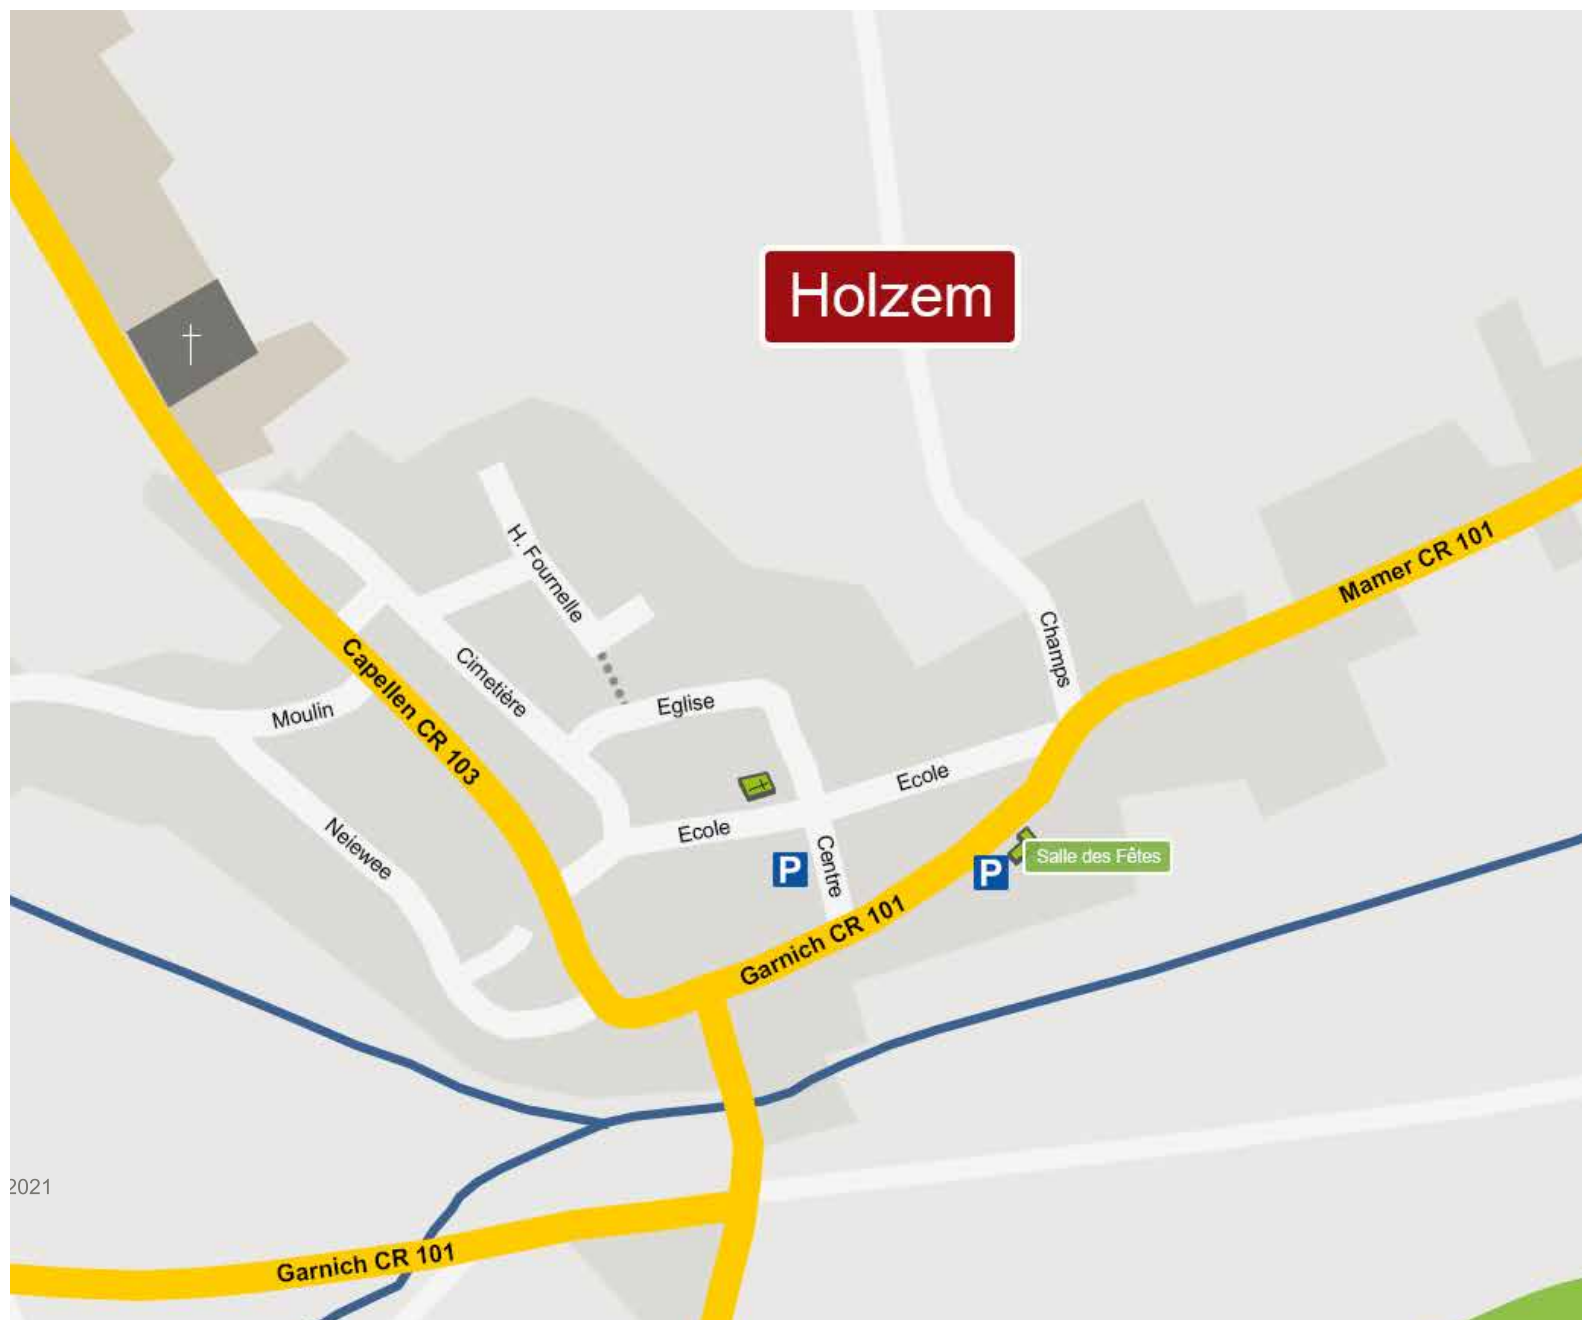 Holzem
Mamer CR 101
H. Fournelle
Champs
Cimetière
Capellen CR 103
Eglise
Moulin
Ecole
Ecole
Neiewee
Centre
P
P
Salle des Fêtes
Garnich CR 101
2021
Garnich CR 101